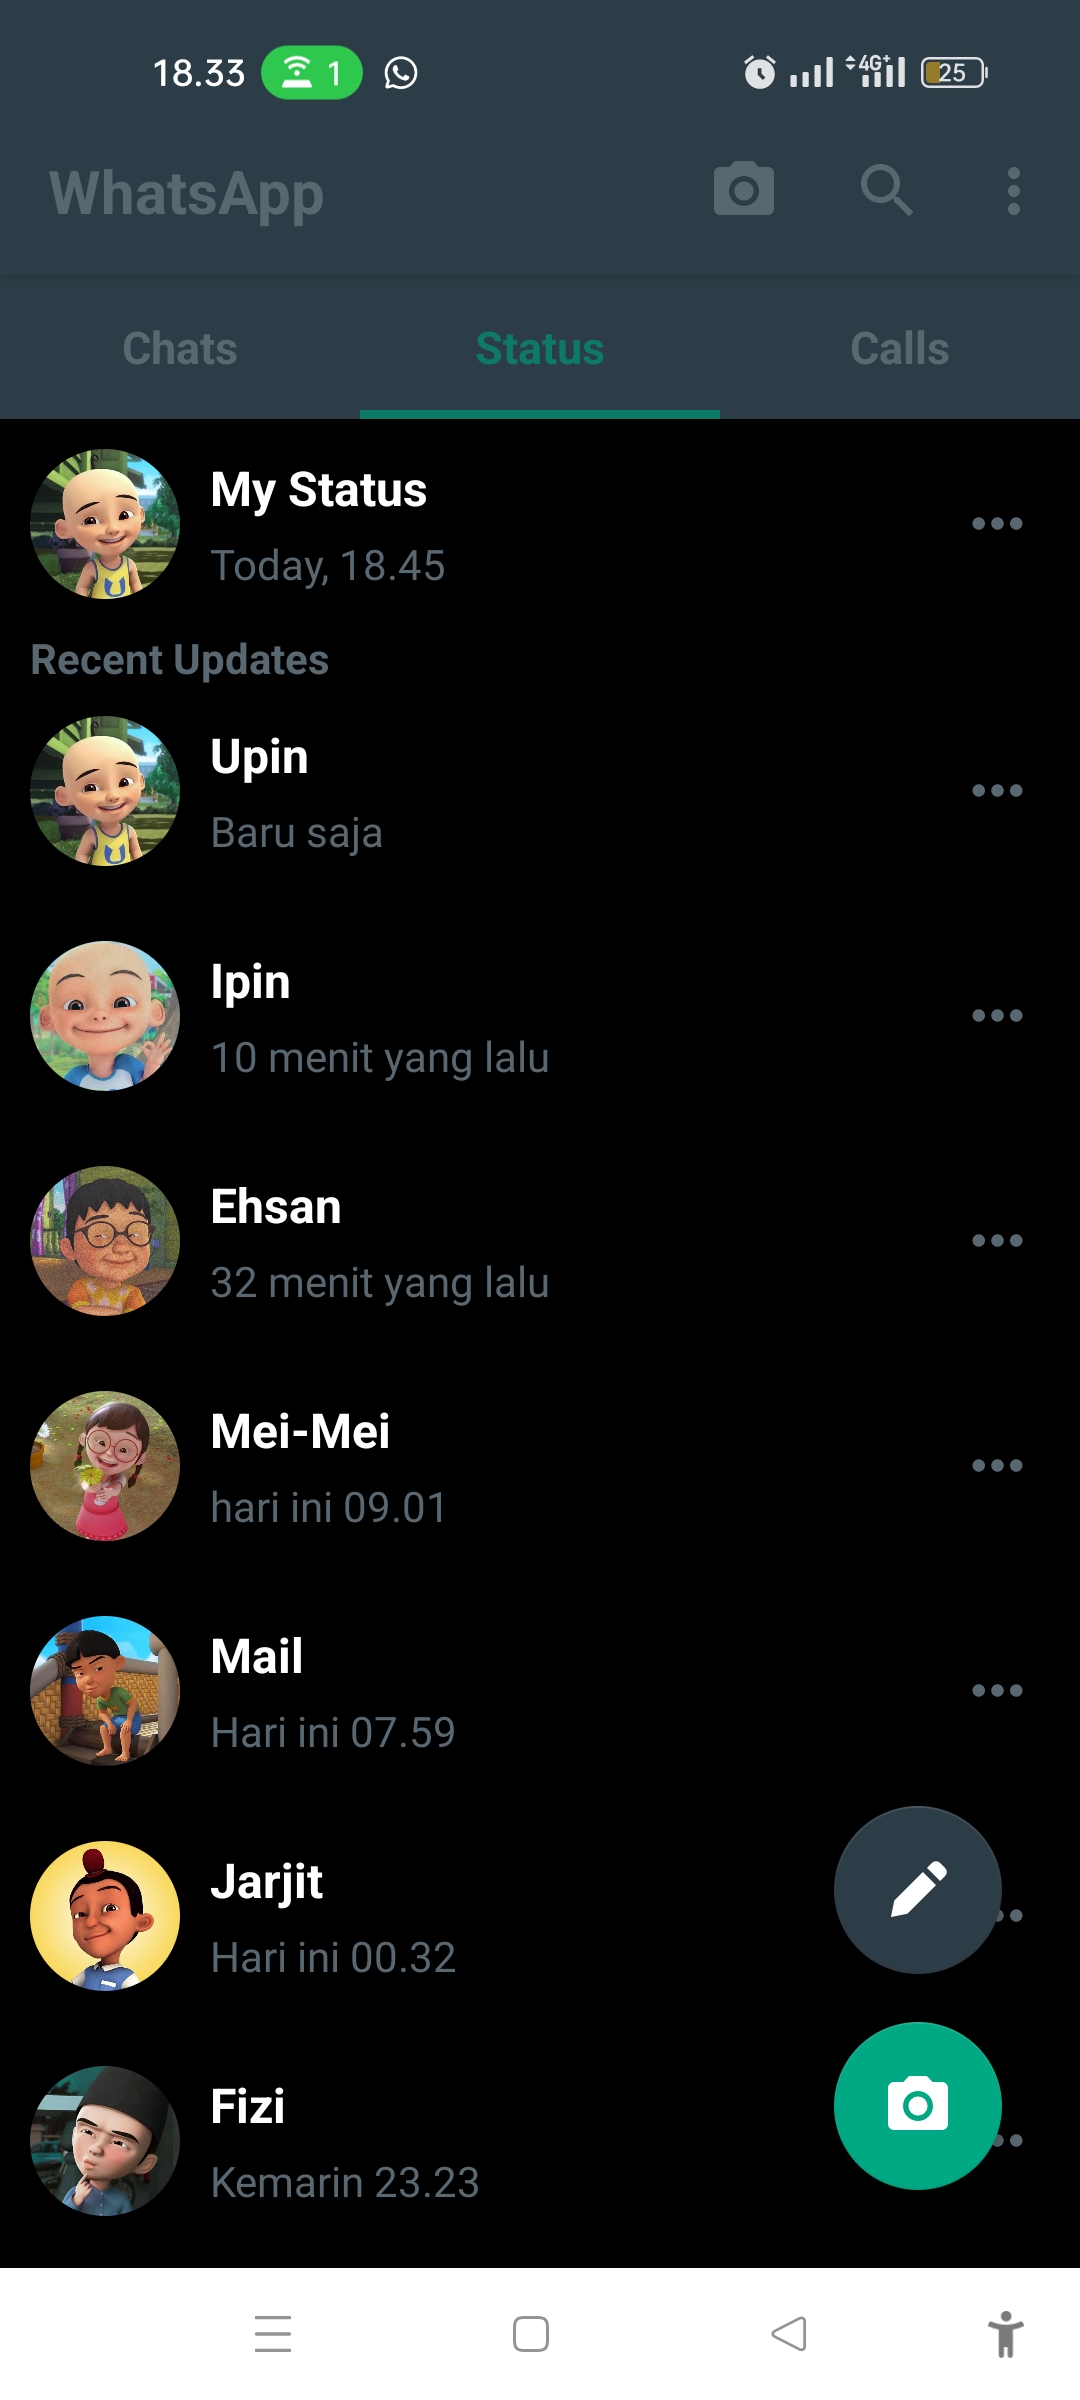 18.33 1 4G+ 25
WhatsApp
Chats Status Calls
My Status
Today, 18.45
Recent Updates
Upin
Baru saja
Ipin
10 menit yang lalu
Ehsan
32 menit yang lalu
Mei-Mei
hari ini 09.01
Mail
Hari ini 07.59
Jarjit
Hari ini 00.32
Fizi
Kemarin 23.23